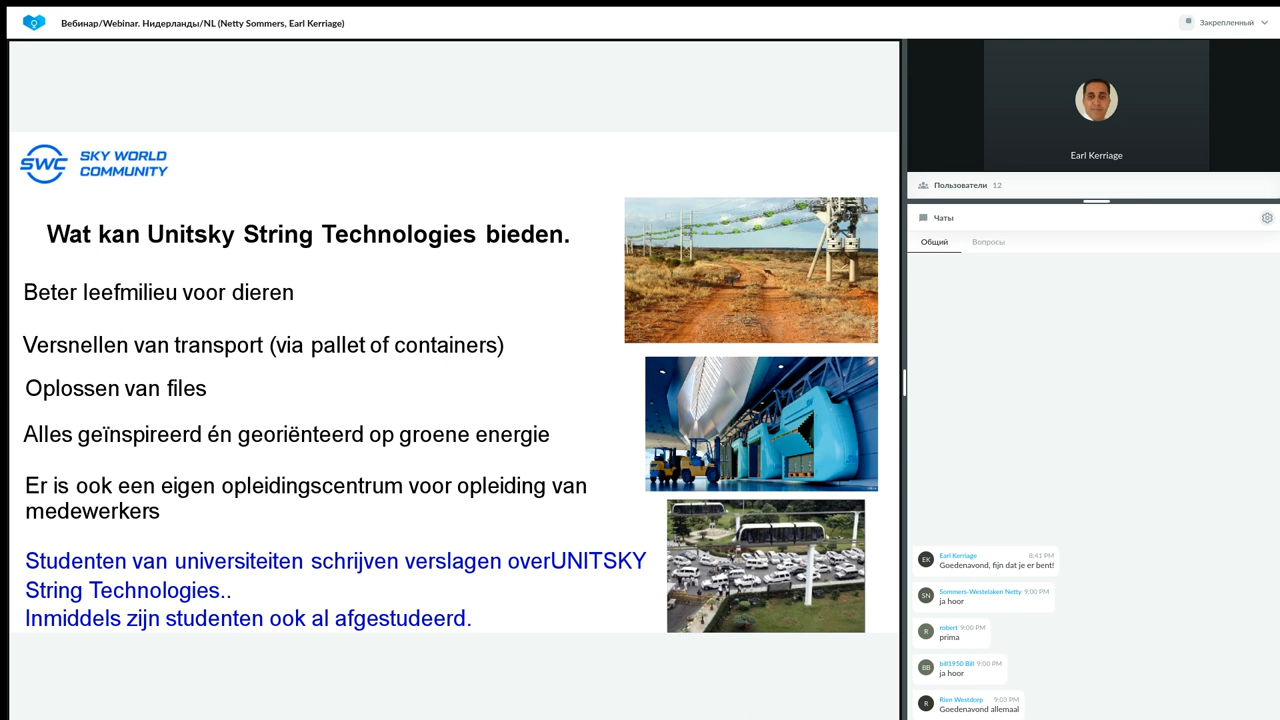 Вебинар/Webinar. Нидерланды/NL (Netty Sommers, Earl Kerriage)
Закрепленный
SWC SKY WORLD
COMMUNITY
Wat kan Unitsky String Technologies bieden.
Beter leefmilieu voor dieren
Versnellen van transport (via pallet of containers)
Oplossen van files
Alles geïnspireerd én georiënteerd op groene energie
Er is ook een eigen opleidingscentrum voor opleiding van
medewerkers
Studenten van universiteiten schrijven verslagen overUNITSKY
String Technologies..
Inmiddels zijn studenten ook al afgestudeerd.
Earl Kerriage
Пользователи 12
Чаты
Общий Вопросы
EK Earl Kerriage 8:41 PM
Goedenavond, fijn dat je er bent!
SN Sommers-Westelaken Netty 9:00 PM
ja hoor
R robert 9:00 PM
prima
BB bill1950 Bill 9:00 PM
ja hoor
R Rien Westdorp 9:03 PM
Goedenavond allemaal